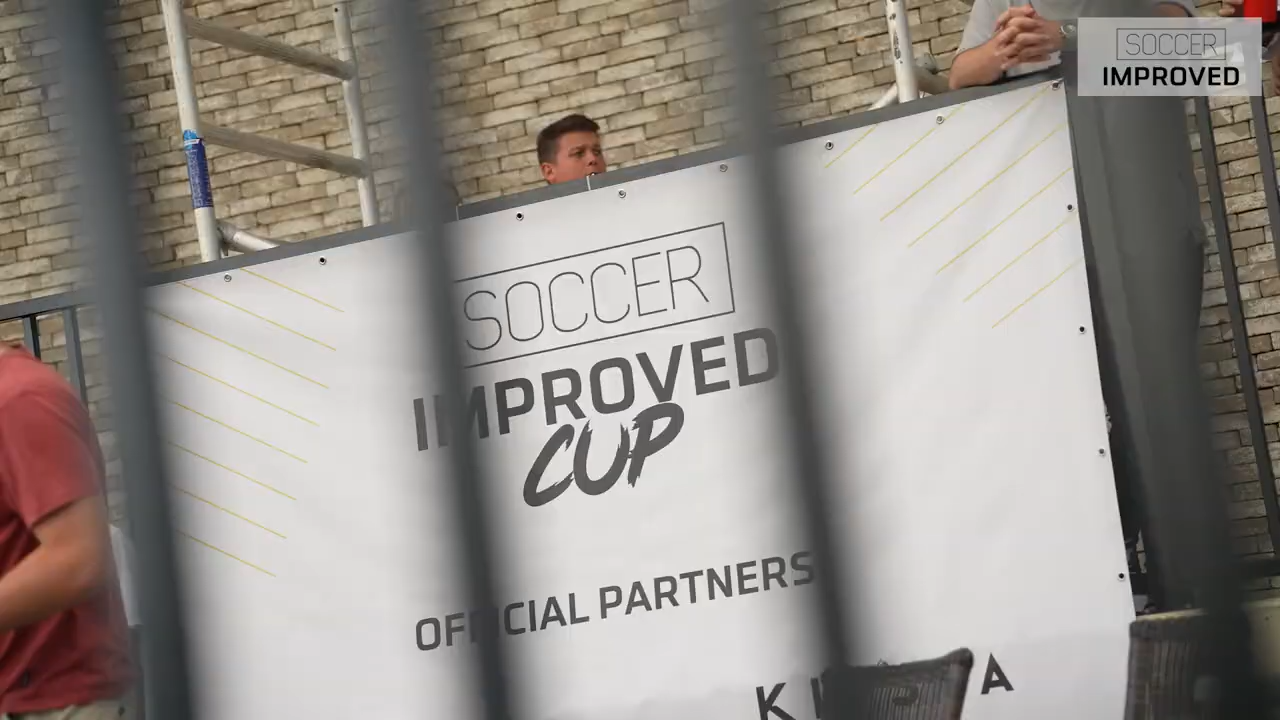 SOCCER
IMPROVED
SOCCER
IMPROVED
CUP
OFFICIAL PARTNERS